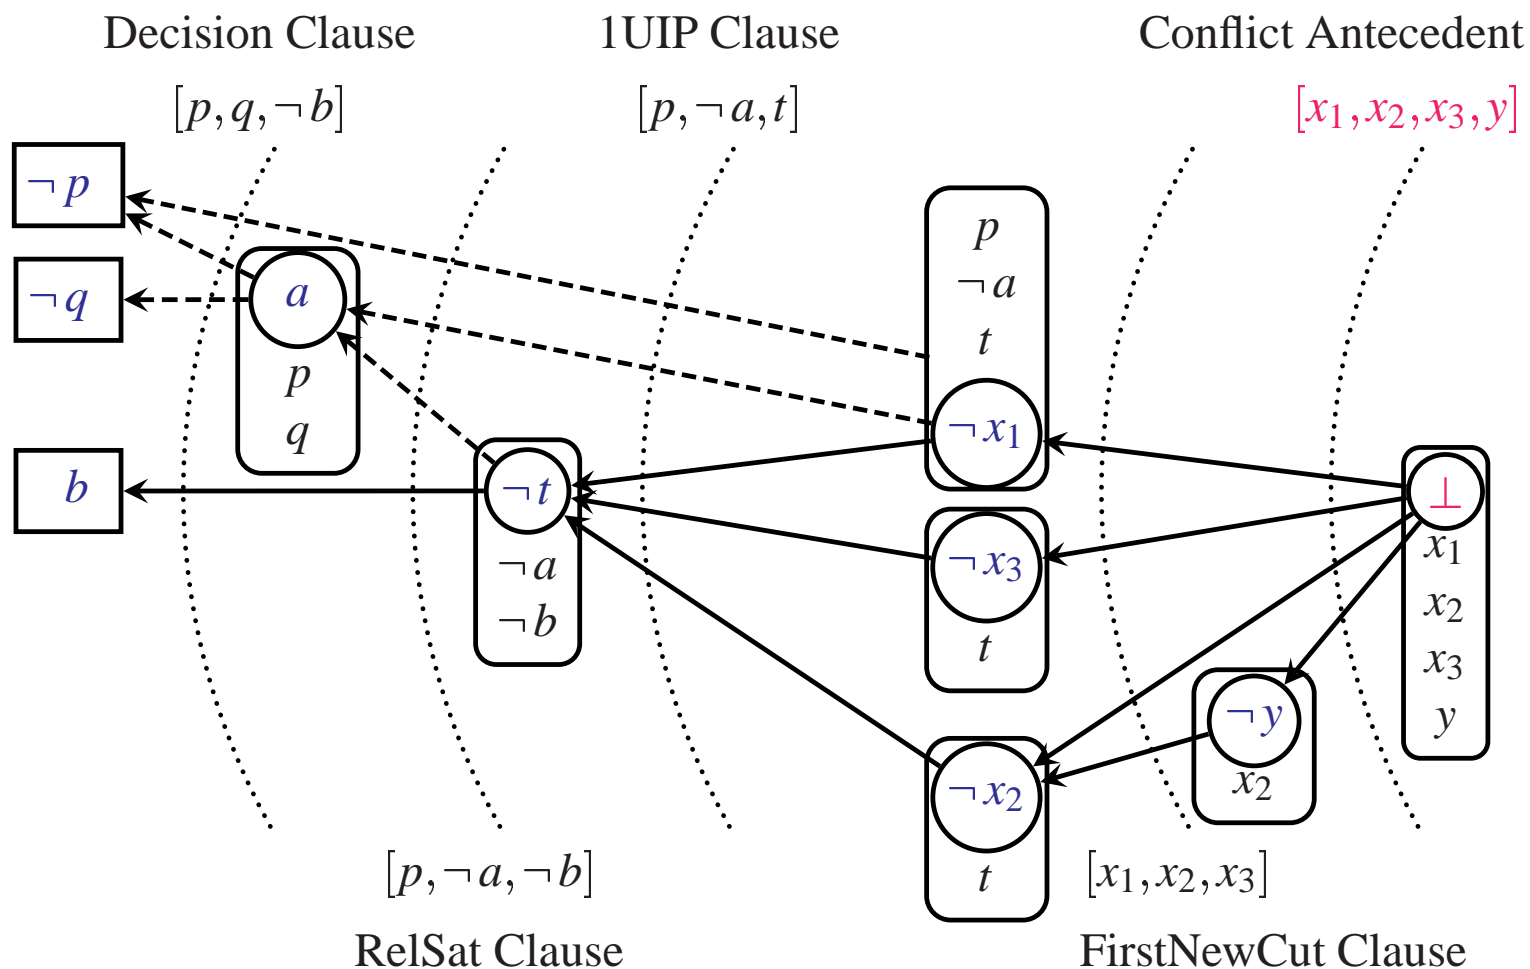 Decision Clause 1UIP Clause Conflict Antecedent
[p, q, ¬b] [p, ¬a, t] [x₁, x₂, x₃, y]
¬p
¬q
b
a
p
q
¬t
¬a
¬b
p
¬a
t
¬x₁
¬x₃
t
¬x₂
t
¬y
x₂
⊥
x₁
x₂
x₃
y
[p, ¬a, ¬b] [x₁, x₂, x₃]
RelSat Clause FirstNewCut Clause